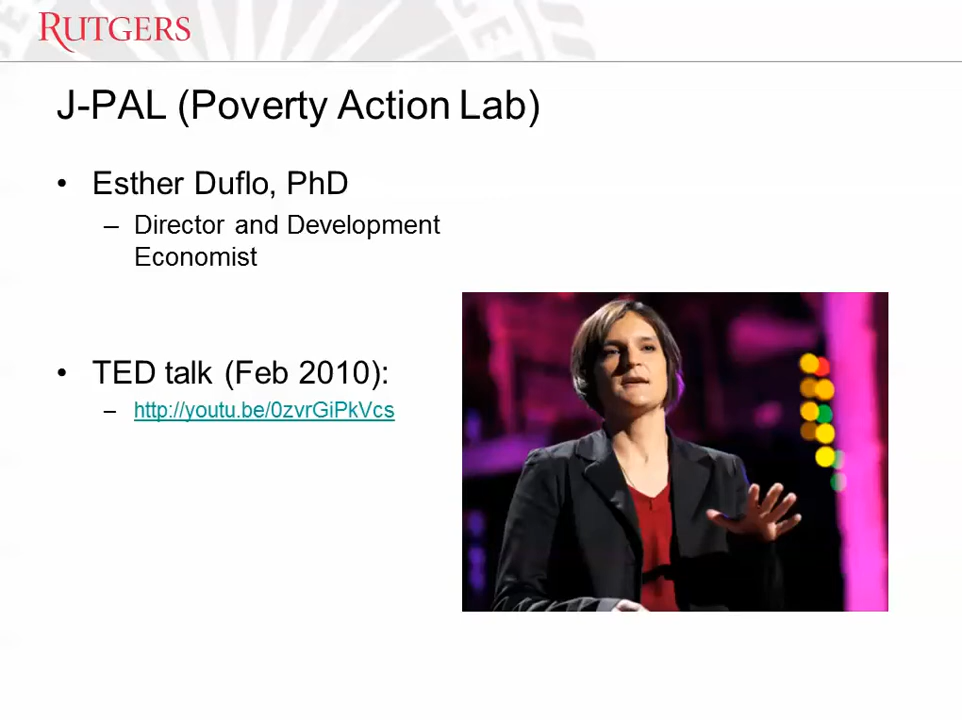 RUTGERS
J-PAL (Poverty Action Lab)
• Esther Duflo, PhD
– Director and Development
Economist
• TED talk (Feb 2010):
– http://youtu.be/0zvrGiPkVcs